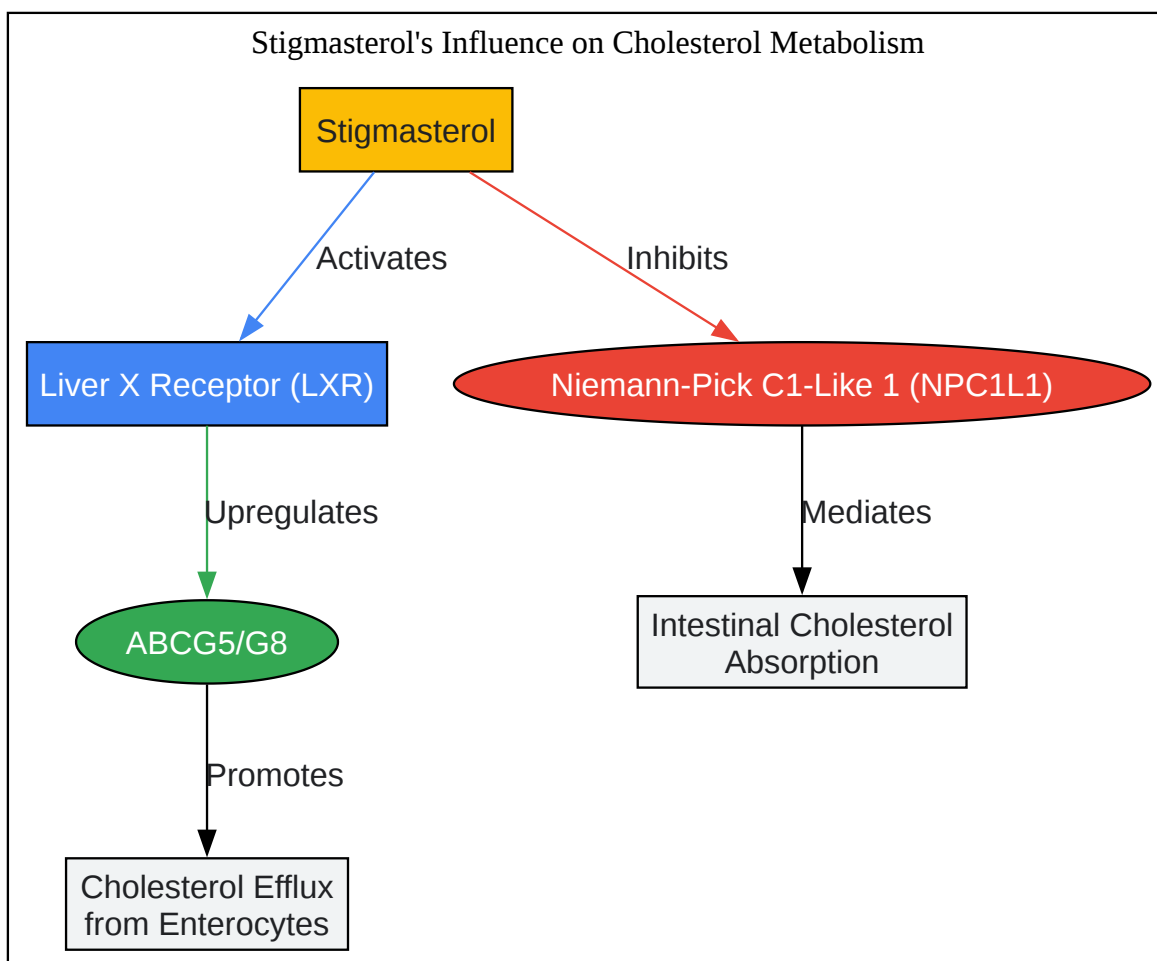 Stigmasterol's Influence on Cholesterol Metabolism
Stigmasterol
Activates
Inhibits
Liver X Receptor (LXR)
Niemann-Pick C1-Like 1 (NPC1L1)
Upregulates
Mediates
ABCG5/G8
Intestinal Cholesterol
Absorption
Promotes
Cholesterol Efflux
from Enterocytes